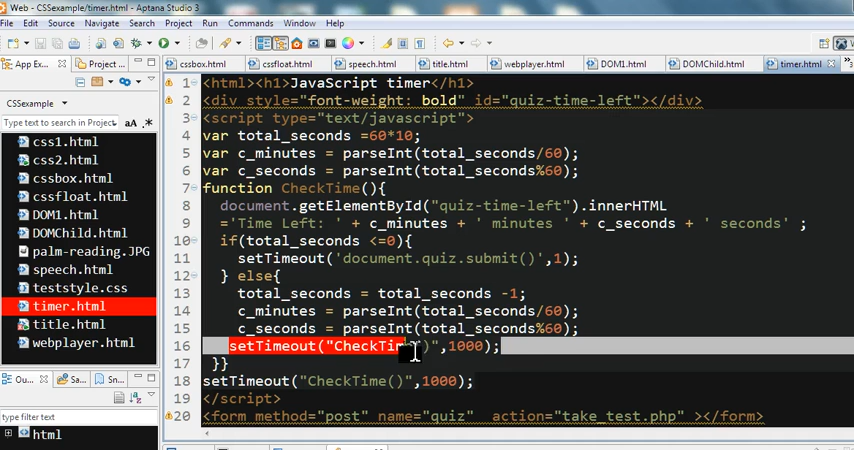 Web - CSSexample/timer.html - Aptana Studio 3
File Edit Source Navigate Search Project Run Commands Window Help
Web
App Ex... Project ...
cssbox.html cssfloat.html speech.html title.html webplayer.html DOM1.html DOMChild.html timer.html
CSSexample
Type text to search in Project
aA .*
css1.html
css2.html
cssbox.html
cssfloat.html
DOM1.html
DOMChild.html
palm-reading.JPG
speech.html
teststyle.css
timer.html
title.html
webplayer.html
Ou... Sa... Sn...
type filter text
html
1 <html><h1>JavaScript timer</h1>
2 <div style="font-weight: bold" id="quiz-time-left"></div>
3 <script type="text/javascript">
4 var total_seconds =60*10;
5 var c_minutes = parseInt(total_seconds/60);
6 var c_seconds = parseInt(total_seconds%60);
7 function CheckTime(){
8 document.getElementById("quiz-time-left").innerHTML
9 ='Time Left: ' + c_minutes + ' minutes ' + c_seconds + ' seconds' ;
10 if(total_seconds <=0){
11 setTimeout('document.quiz.submit()',1);
12 } else{
13 total_seconds = total_seconds -1;
14 c_minutes = parseInt(total_seconds/60);
15 c_seconds = parseInt(total_seconds%60);
16 setTimeout("CheckTime()",1000);
17 }}
18 setTimeout("CheckTime()",1000);
19 </script>
20 <form method="post" name="quiz" action="take_test.php" ></form>